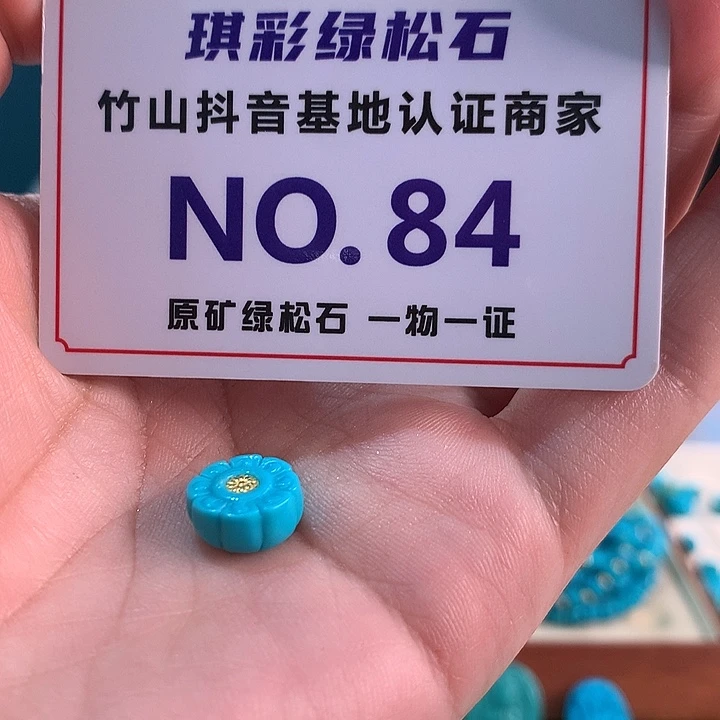 琪彩绿松石
竹山抖音基地认证商家
NO.84
原矿绿松石 一物一证